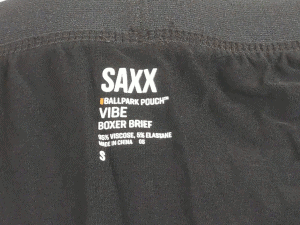 SAXX
BALLPARK POUCH™
VIBE
BOXER BRIEF
95% VISCOSE, 5% ELASTANE
MADE IN CHINA
S